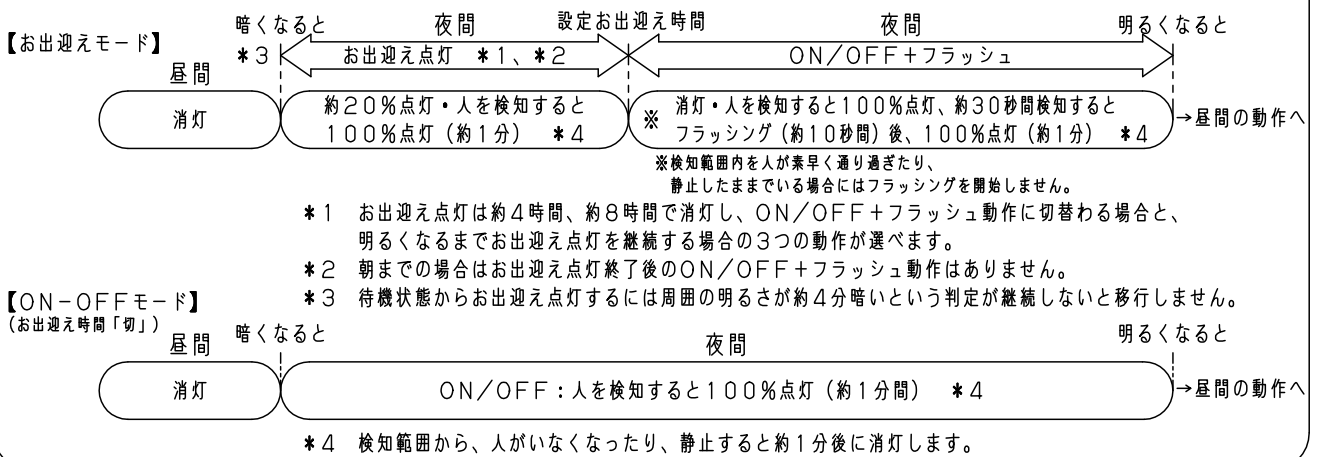 暗くなると 夜間 設定お出迎え時間 夜間 明るくなると
【お出迎えモード】
＊3 お出迎え点灯 ＊1、＊2 ON/OFF+フラッシュ
昼間
消灯
約20%点灯・人を検知すると
100%点灯(約1分) ＊4
※ 消灯・人を検知すると100%点灯、約30秒間検知すると
フラッシング(約10秒間)後、100%点灯(約1分) ＊4
→昼間の動作へ
※検知範囲内を人が素早く通り過ぎたり、
静止したままでいる場合にはフラッシングを開始しません。
＊1 お出迎え点灯は約4時間、約8時間で消灯し、ON/OFF+フラッシュ動作に切替わる場合と、
明るくなるまでお出迎え点灯を継続する場合の3つの動作が選べます。
＊2 朝までの場合はお出迎え点灯終了後のON/OFF+フラッシュ動作はありません。
＊3 待機状態からお出迎え点灯するには周囲の明るさが約4分暗いという判定が継続しないと移行しません。
【ON-OFFモード】
(お出迎え時間「切」)
昼間 暗くなると 夜間 明るくなると
消灯 ON/OFF:人を検知すると100%点灯(約1分間) ＊4 →昼間の動作へ
＊4 検知範囲から、人がいなくなったり、静止すると約1分後に消灯します。